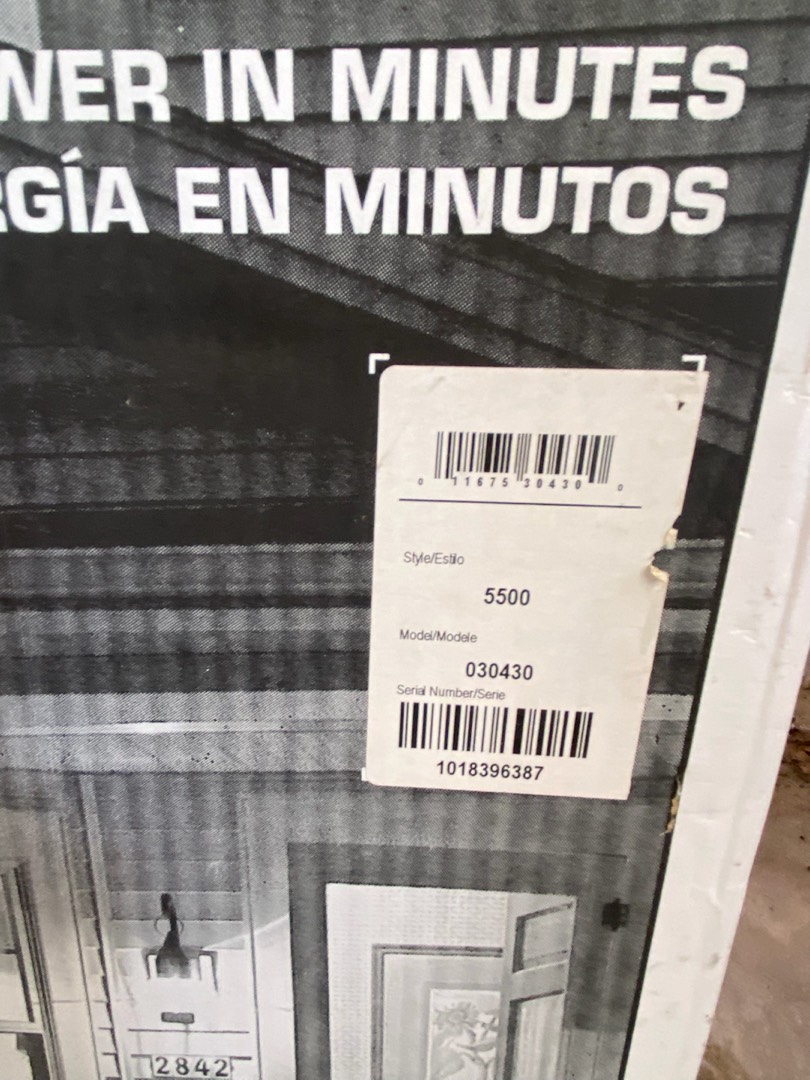 WER IN MINUTES
RGÍA EN MINUTOS
0 11675 30430 0
Style/Estilo
5500
Model/Modele
030430
Serial Number/Serie
1018396387
2842